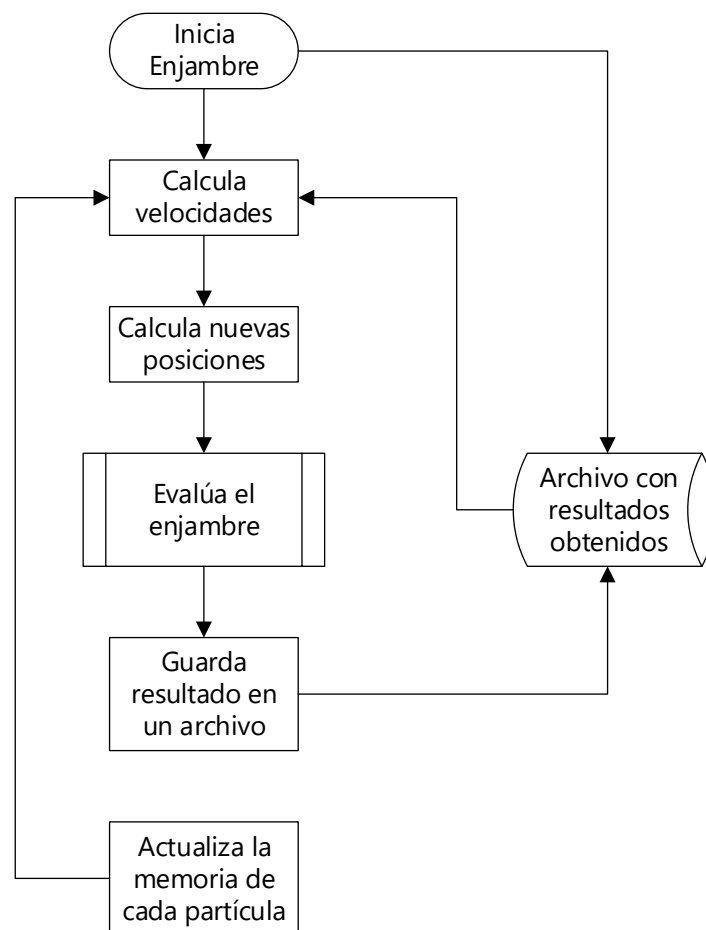 Inicia
Enjambre
Calcula
velocidades
Calcula nuevas
posiciones
Evalúa el
enjambre
Archivo con
resultados
obtenidos
Guarda
resultado en
un archivo
Actualiza la
memoria de
cada partícula